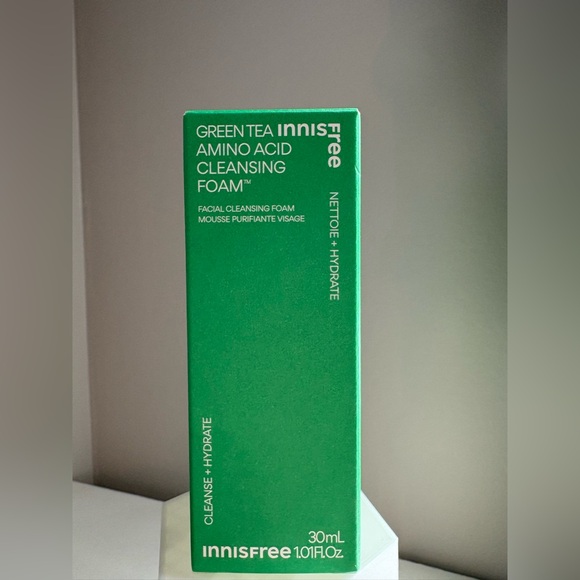 GREEN TEA innisfree
AMINO ACID
CLEANSING
FOAM™
FACIAL CLEANSING FOAM
MOUSSE PURIFIANTE VISAGE
NETTOIE + HYDRATE
CLEANSE + HYDRATE
30mL
innisfree 1.01Fl.Oz.